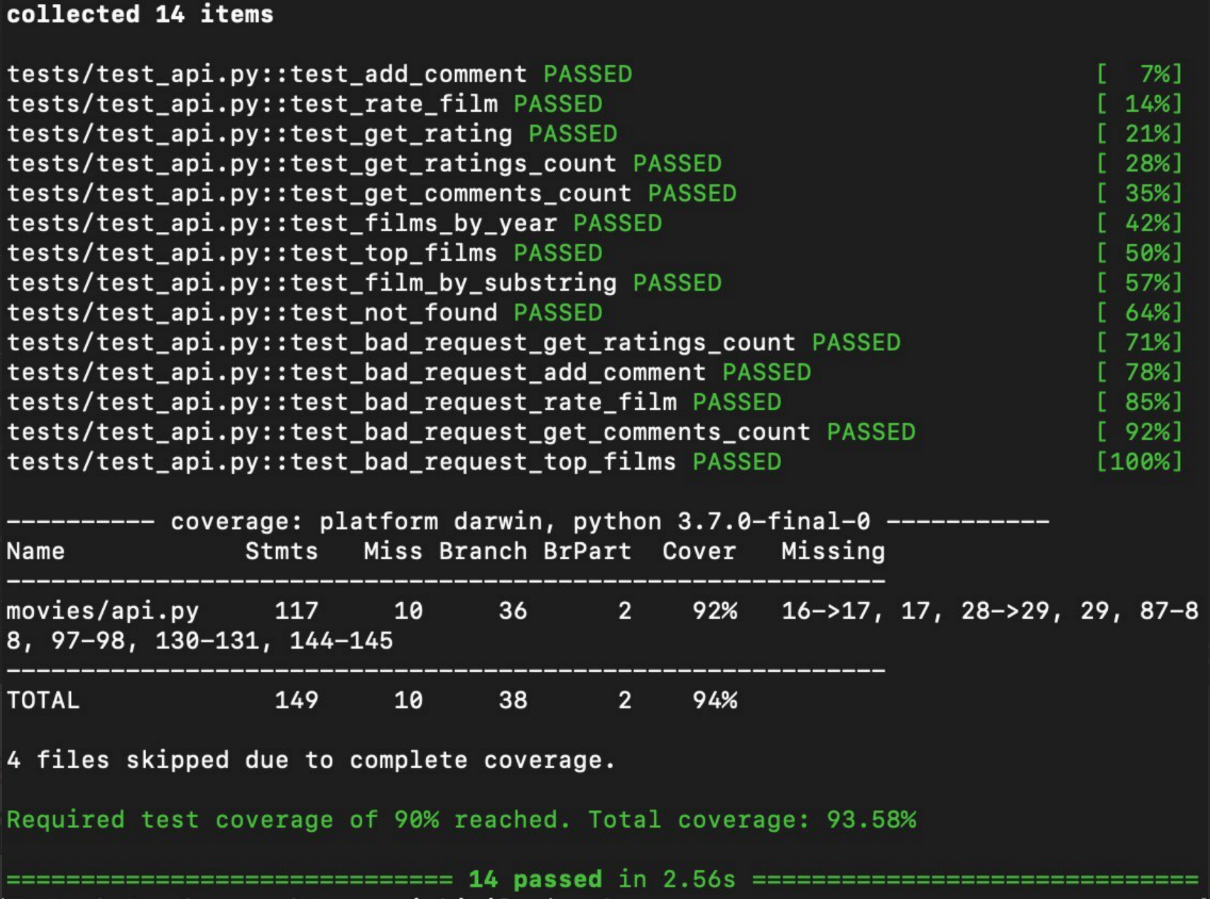 collected 14 items
tests/test_api.py::test_add_comment PASSED [  7%]
tests/test_api.py::test_rate_film PASSED [ 14%]
tests/test_api.py::test_get_rating PASSED [ 21%]
tests/test_api.py::test_get_ratings_count PASSED [ 28%]
tests/test_api.py::test_get_comments_count PASSED [ 35%]
tests/test_api.py::test_films_by_year PASSED [ 42%]
tests/test_api.py::test_top_films PASSED [ 50%]
tests/test_api.py::test_film_by_substring PASSED [ 57%]
tests/test_api.py::test_not_found PASSED [ 64%]
tests/test_api.py::test_bad_request_get_ratings_count PASSED [ 71%]
tests/test_api.py::test_bad_request_add_comment PASSED [ 78%]
tests/test_api.py::test_bad_request_rate_film PASSED [ 85%]
tests/test_api.py::test_bad_request_get_comments_count PASSED [ 92%]
tests/test_api.py::test_bad_request_top_films PASSED [100%]
---------- coverage: platform darwin, python 3.7.0-final-0 -----------
Name            Stmts   Miss Branch BrPart  Cover   Missing
-----------------------------------------------------------
movies/api.py     117     10     36      2    92%   16->17, 17, 28->29, 29, 87-8
8, 97-98, 130-131, 144-145
-----------------------------------------------------------
TOTAL             149     10     38      2    94%
4 files skipped due to complete coverage.
Required test coverage of 90% reached. Total coverage: 93.58%
============================== 14 passed in 2.56s ==============================